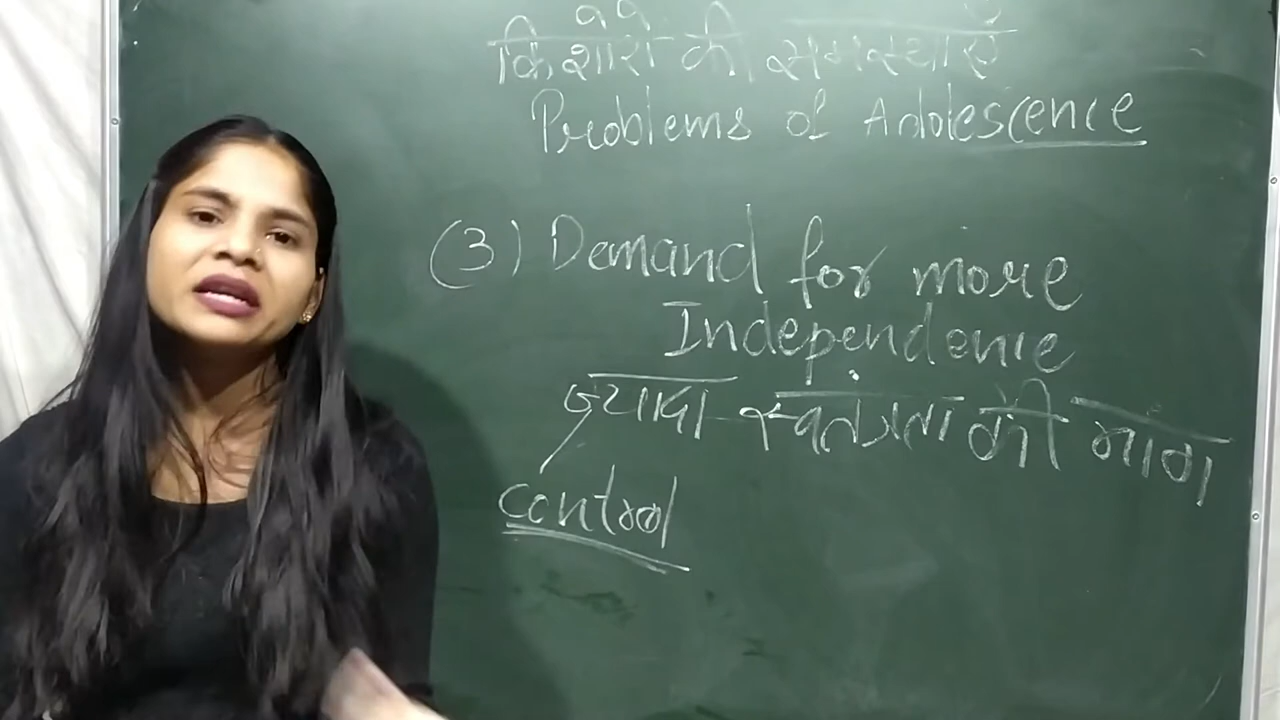 किशोरों की समस्याएँ
Problems of Adolescence
(3) Demand for more
Independence
ज्यादा स्वतंत्रता की मांग
control